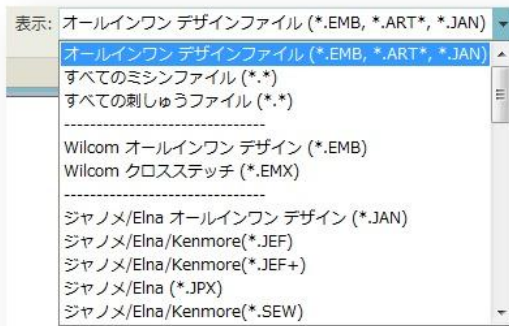 表示: オールインワン デザインファイル (*.EMB, *.ART*, *.JAN)
オールインワン デザインファイル (*.EMB, *.ART*, *.JAN)
すべてのミシンファイル (*.*)
すべての刺しゅうファイル (*.*)
-------------------------------
Wilcom オールインワン デザイン (*.EMB)
Wilcom クロスステッチ (*.EMX)
-------------------------------
ジャノメ/Elna オールインワン デザイン (*.JAN)
ジャノメ/Elna/Kenmore(*.JEF)
ジャノメ/Elna/Kenmore(*.JEF+)
ジャノメ/Elna (*.JPX)
ジャノメ/Elna/Kenmore(*.SEW)